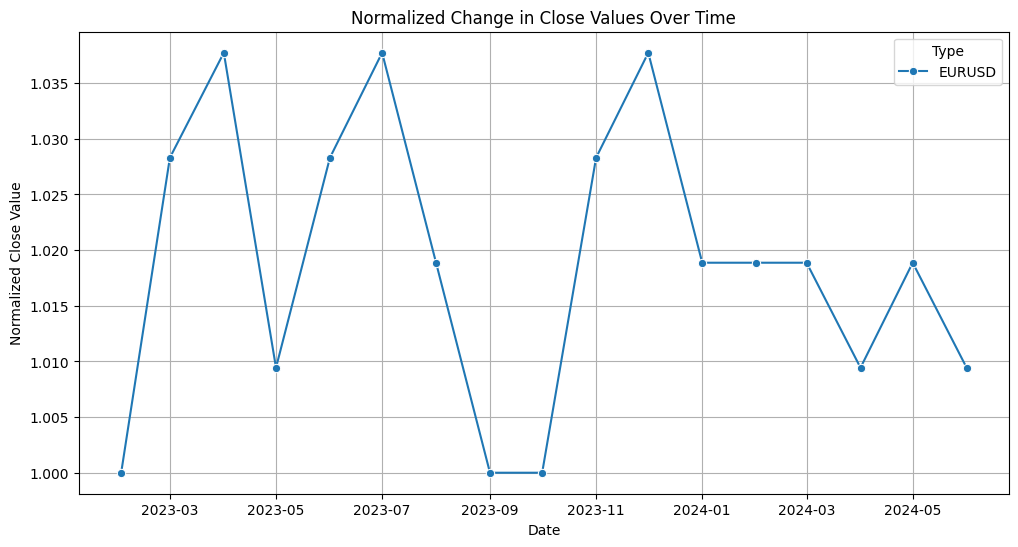 Normalized Change in Close Values Over Time
Type
EURUSD
1.035
1.030
1.025
1.020
1.015
1.010
1.005
1.000
Normalized Close Value
2023-03 2023-05 2023-07 2023-09 2023-11 2024-01 2024-03 2024-05
Date